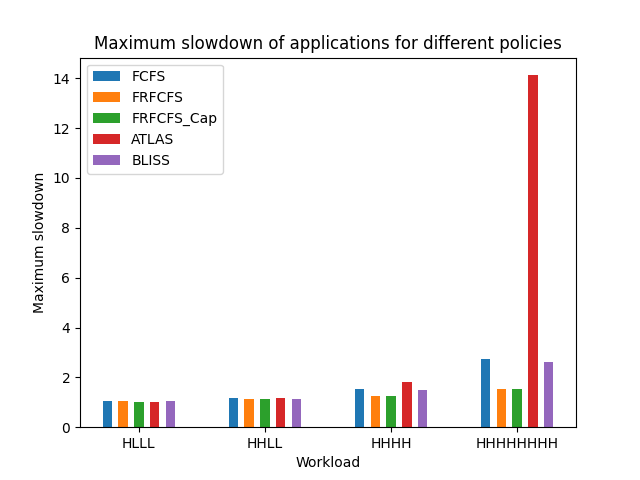 Maximum slowdown of applications for different policies
14
12
10
8
6
4
2
0
Maximum slowdown
FCFS
FRFCFS
FRFCFS_Cap
ATLAS
BLISS
HLLL
HHLL
HHHH
HHHHHHHH
Workload